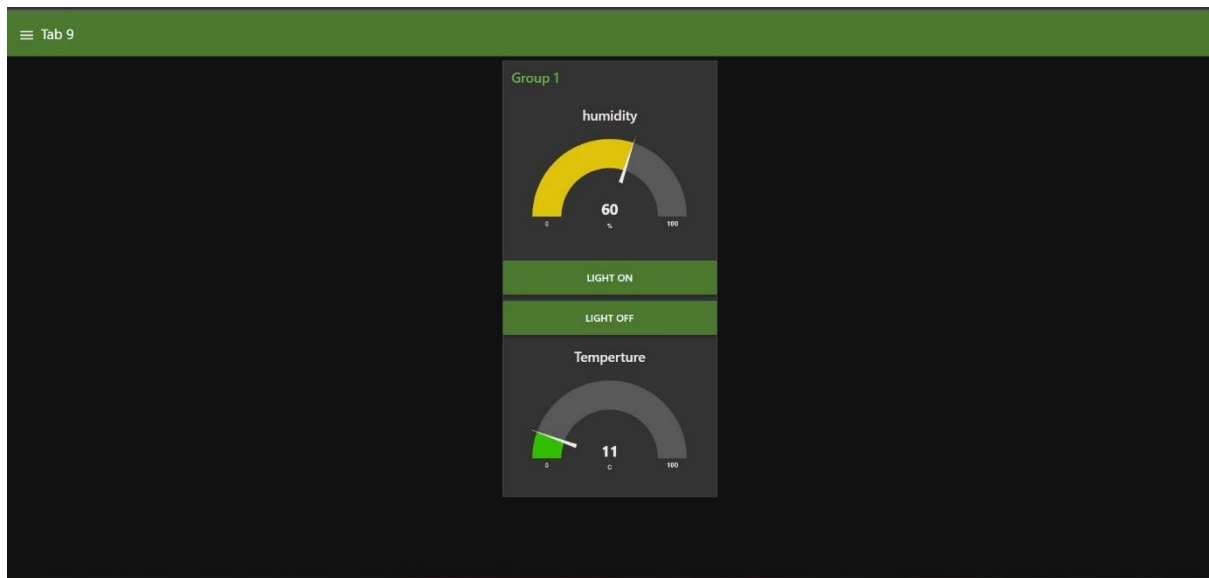 Tab 9
Group 1
humidity
60
0 % 100
LIGHT ON
LIGHT OFF
Temperture
11
0 C 100